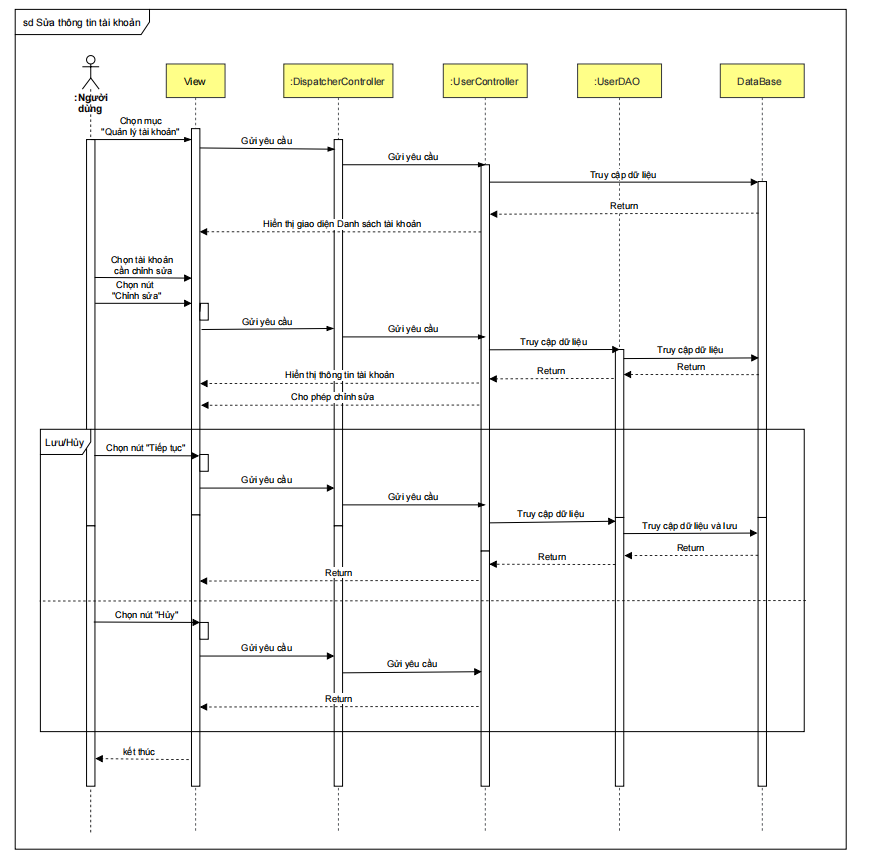 sd Sửa thông tin tài khoản
View
:DispatcherController
:UserController
:UserDAO
DataBase
:Người
dùng
Chọn mục
"Quản lý tài khoản"
Gửi yêu cầu
Gửi yêu cầu
Truy cập dữ liệu
Return
Hiển thị giao diện Danh sách tài khoản
Chọn tài khoản
cần chỉnh sửa
Chọn nút
"Chỉnh sửa"
Gửi yêu cầu
Gửi yêu cầu
Truy cập dữ liệu
Truy cập dữ liệu
Return
Return
Hiển thị thông tin tài khoản
Cho phép chỉnh sửa
Lưu/Hủy
Chọn nút "Tiếp tục"
Gửi yêu cầu
Gửi yêu cầu
Truy cập dữ liệu
Truy cập dữ liệu và lưu
Return
Return
Return
Chọn nút "Hủy"
Gửi yêu cầu
Gửi yêu cầu
Return
kết thúc